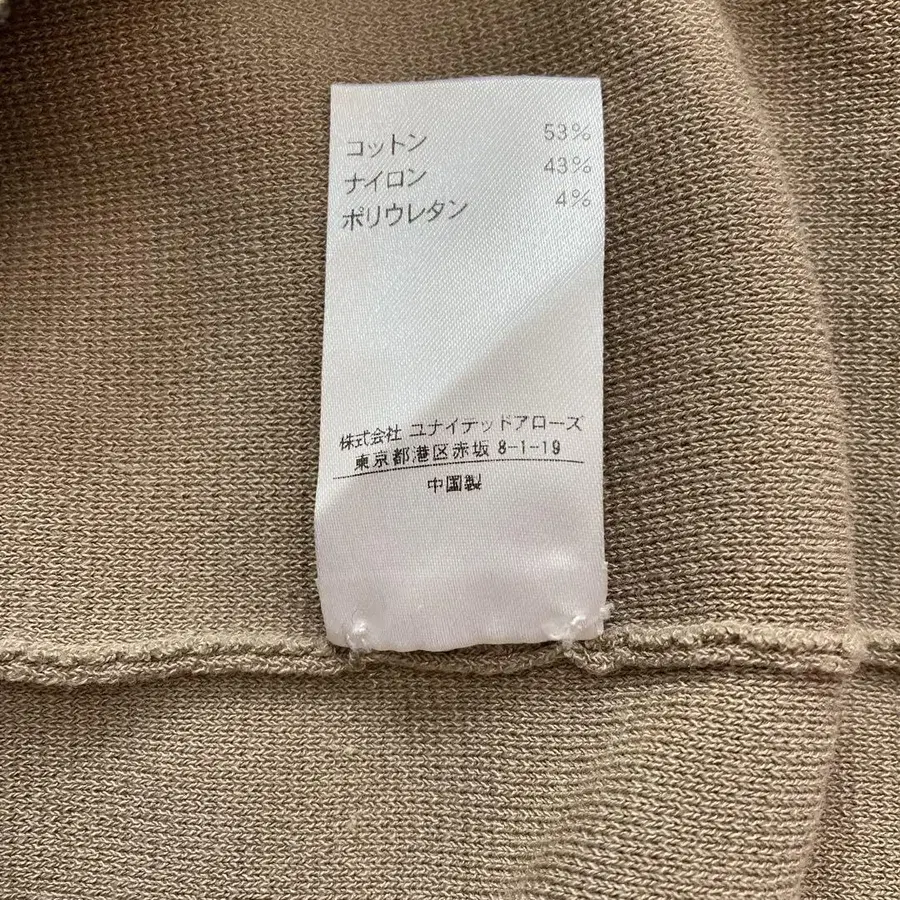 コットン 53%
ナイロン 43%
ポリウレタン 4%
株式会社 ユナイテッドアローズ
東京都港区赤坂 8-1-19
中国製